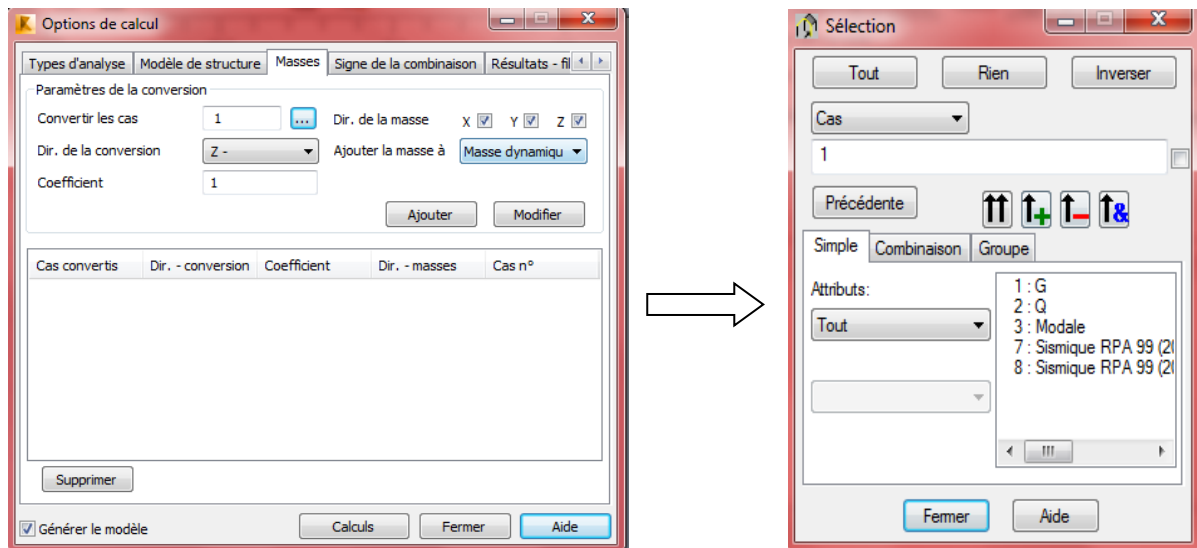 Options de calcul
Types d'analyse Modèle de structure Masses Signe de la combinaison Résultats - fil
Paramètres de la conversion
Convertir les cas 1 ... Dir. de la masse X Y Z
Dir. de la conversion Z - Ajouter la masse à Masse dynamiqu
Coefficient 1
Ajouter Modifier
Cas convertis Dir. - conversion Coefficient Dir. - masses Cas n°
Supprimer
Générer le modèle Calculs Fermer Aide
Sélection
Tout Rien Inverser
Cas
1
Précédente &
Simple Combinaison Groupe
Attributs:
Tout
1 : G
2 : Q
3 : Modale
7 : Sismique RPA 99 (20
8 : Sismique RPA 99 (20
Fermer Aide